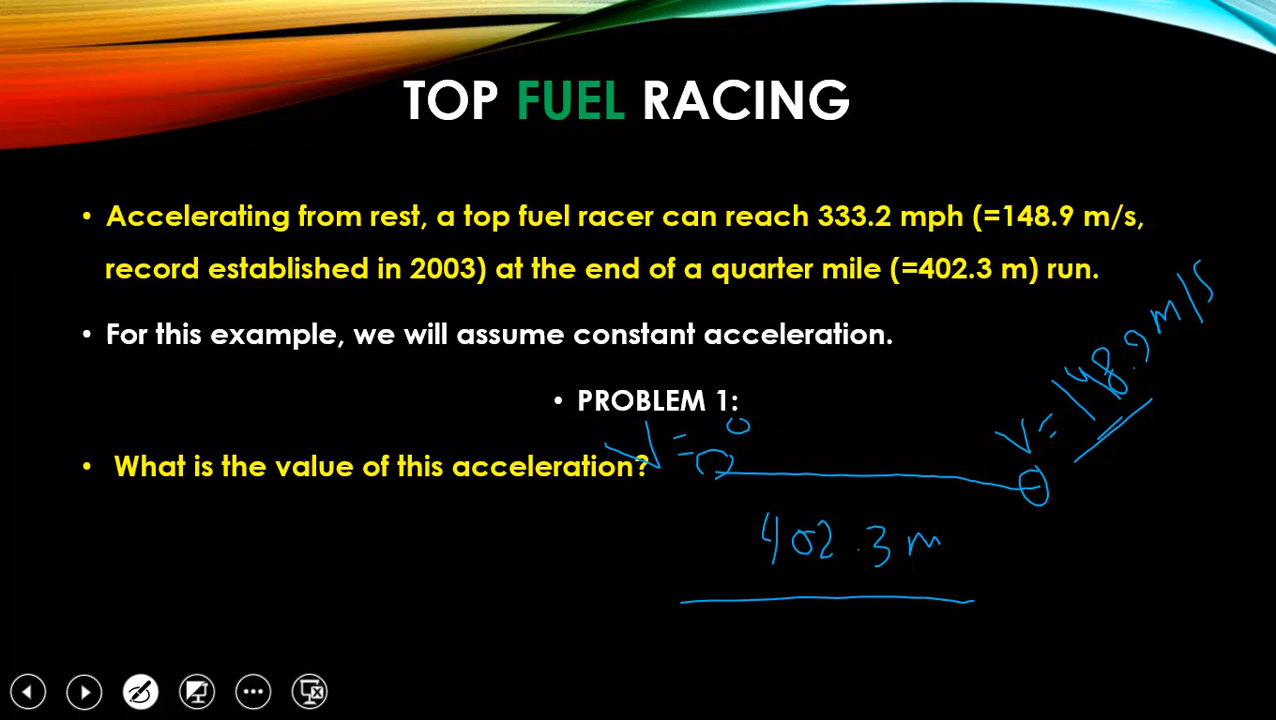 TOP FUEL RACING
• Accelerating from rest, a top fuel racer can reach 333.2 mph (=148.9 m/s,
record established in 2003) at the end of a quarter mile (=402.3 m) run.
• For this example, we will assume constant acceleration.
• PROBLEM 1:
• What is the value of this acceleration?
V=0
V=148.9 m/s
402.3 m